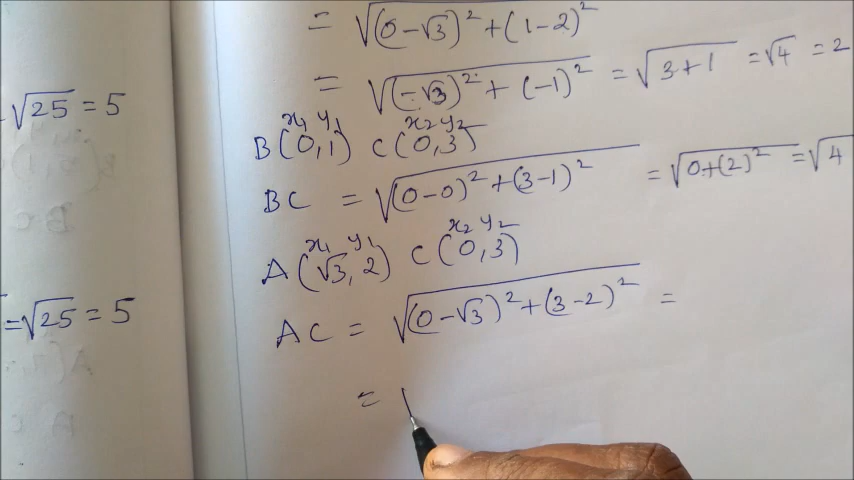 = √(0-√3)² + (1-2)²
√25 = 5
= √(-√3)² + (-1)² = √3+1 = √4 = 2
x₁ y₁ x₂ y₂
B(0,1) C(0,3)
BC = √(0-0)² + (3-1)² = √0+(2)² = √4
x₁ y₁ x₂ y₂
A(√3, 2) C(0,3)
=√25 = 5
AC = √(0-√3)² + (3-2)² =
=